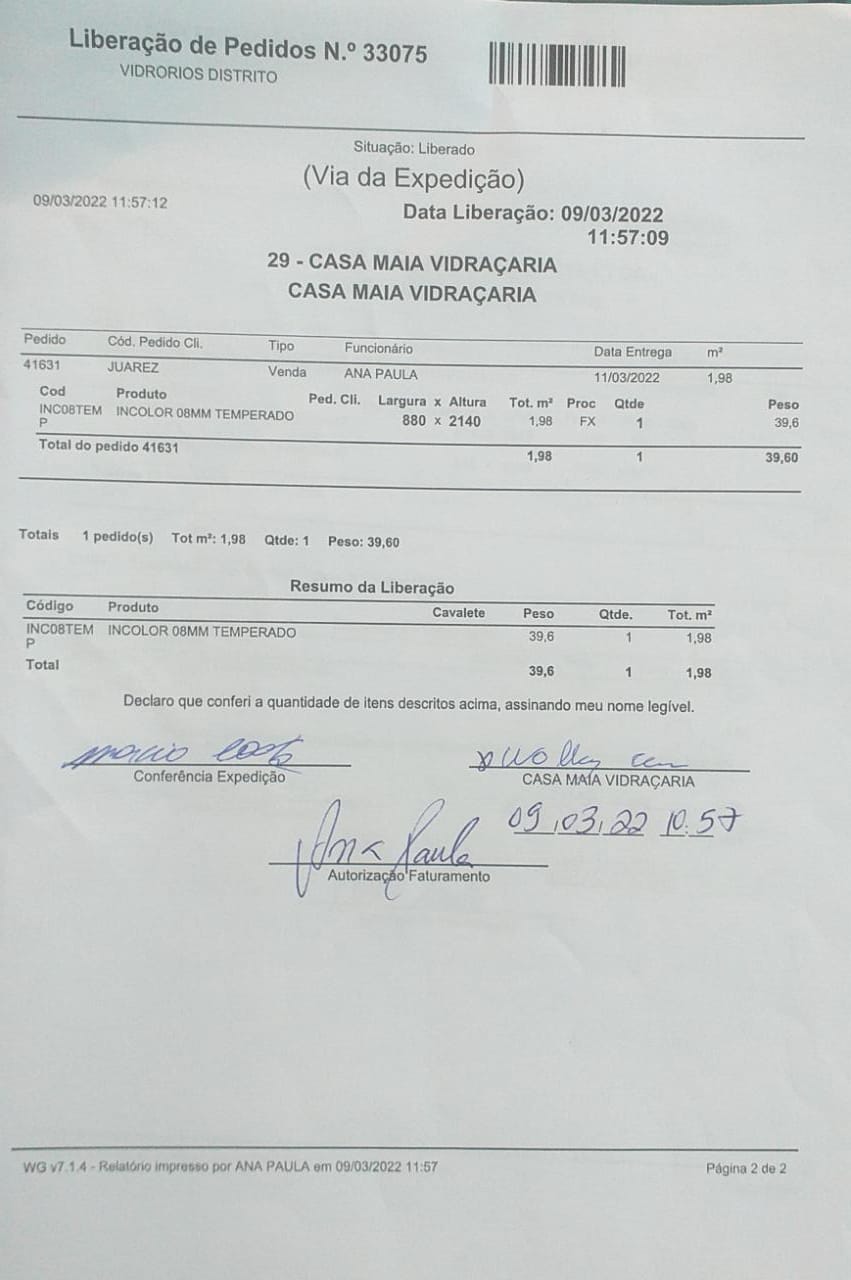 Liberação de Pedidos N.º 33075
VIDRORIOS DISTRITO
Situação: Liberado
(Via da Expedição)
09/03/2022 11:57:12
Data Liberação: 09/03/2022
11:57:09
29 - CASA MAIA VIDRAÇARIA
CASA MAIA VIDRAÇARIA
Pedido Cód. Pedido Cli. Tipo Funcionário Data Entrega m²
41631 JUAREZ Venda ANA PAULA 11/03/2022 1,98
Cod Produto Ped. Cli. Largura x Altura Tot. m² Proc Qtde Peso
INC08TEM INCOLOR 08MM TEMPERADO 880 x 2140 1,98 FX 1 39,6
P
Total do pedido 41631 1,98 1 39,60
Totais 1 pedido(s) Tot m²: 1,98 Qtde: 1 Peso: 39,60
Resumo da Liberação
Código Produto Cavalete Peso Qtde. Tot. m²
INC08TEM INCOLOR 08MM TEMPERADO 39,6 1 1,98
P
Total 39,6 1 1,98
Declaro que conferi a quantidade de itens descritos acima, assinando meu nome legível.
marcio costa
Conferência Expedição CASA MAIA VIDRAÇARIA
09,03,22 10:57
Ana Paula
Autorização Faturamento
WG v7.1.4 - Relatório impresso por ANA PAULA em 09/03/2022 11:57 Página 2 de 2